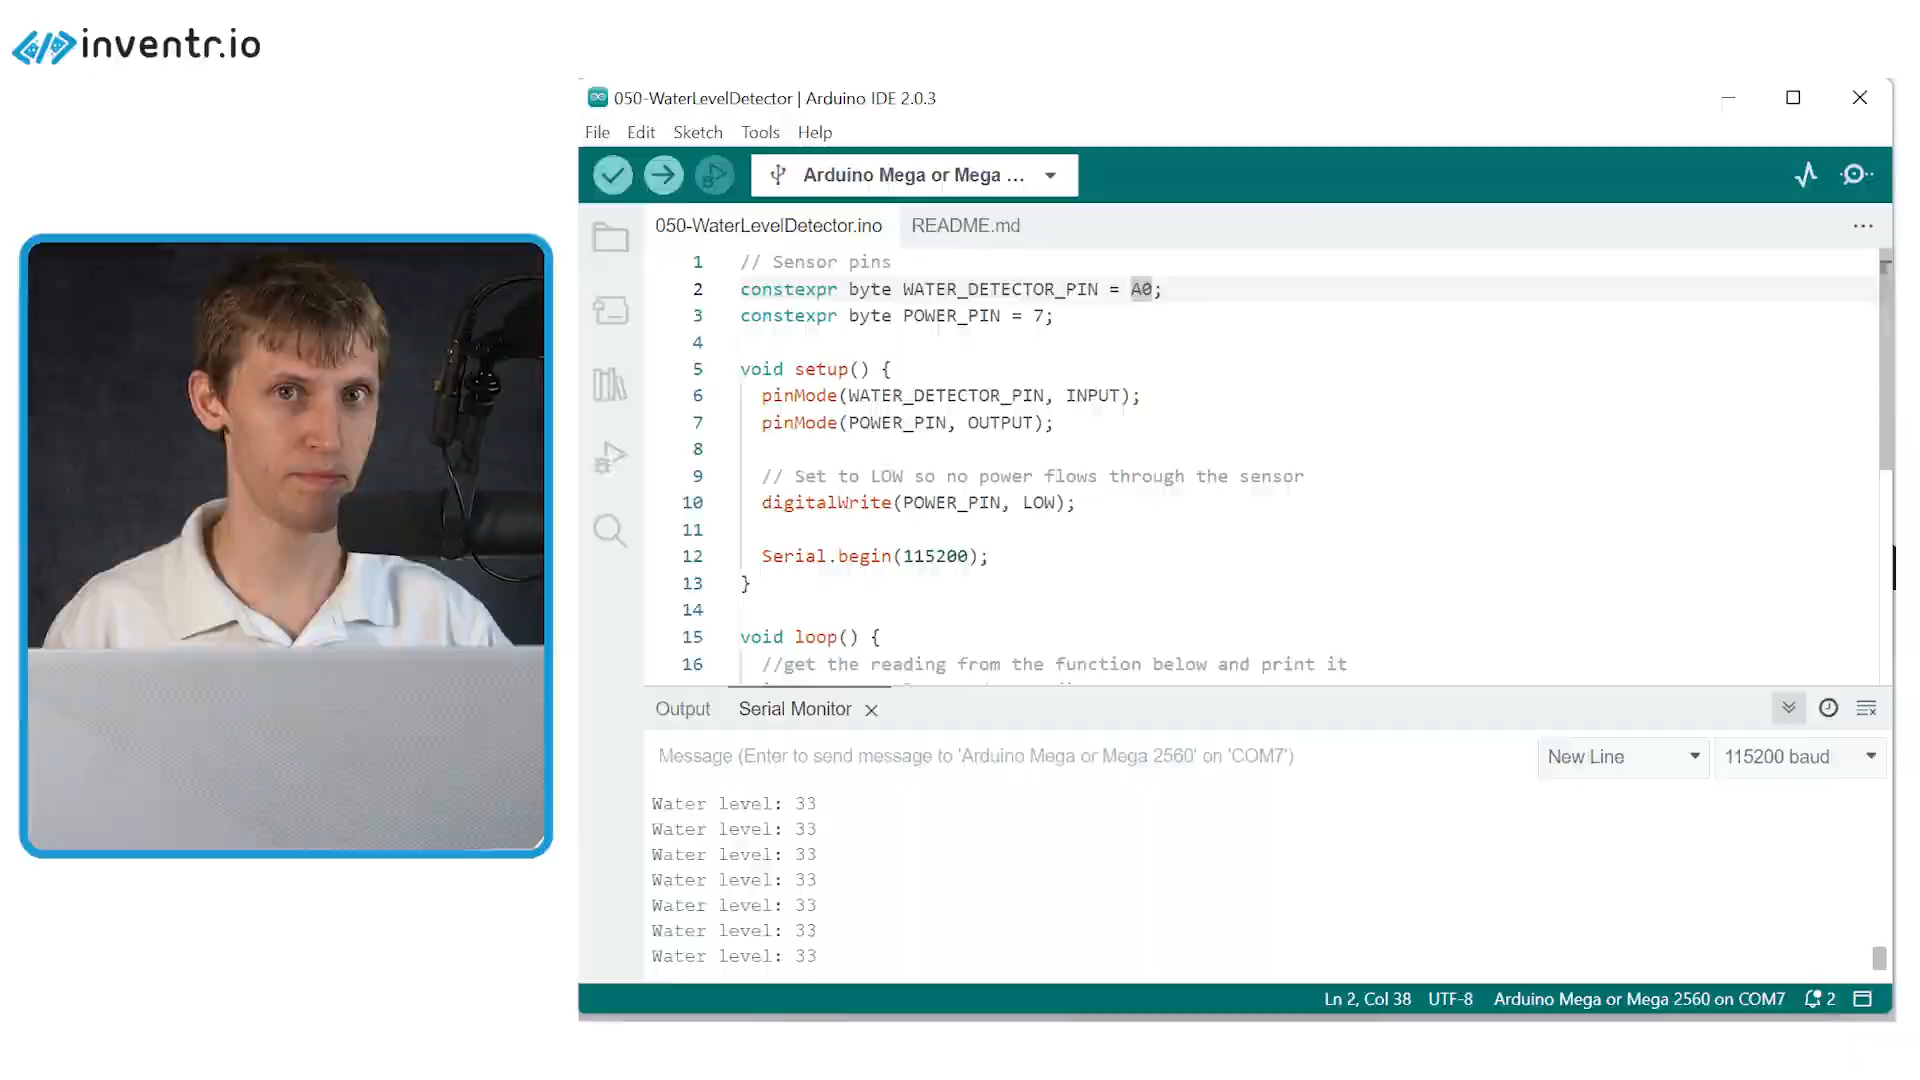 inventr.io
050-WaterLevelDetector | Arduino IDE 2.0.3
File Edit Sketch Tools Help
Arduino Mega or Mega ...
050-WaterLevelDetector.ino README.md
1 // Sensor pins
2 constexpr byte WATER_DETECTOR_PIN = A0;
3 constexpr byte POWER_PIN = 7;
4
5 void setup() {
6 pinMode(WATER_DETECTOR_PIN, INPUT);
7 pinMode(POWER_PIN, OUTPUT);
8
9 // Set to LOW so no power flows through the sensor
10 digitalWrite(POWER_PIN, LOW);
11
12 Serial.begin(115200);
13 }
14
15 void loop() {
16 //get the reading from the function below and print it
Output Serial Monitor
Message (Enter to send message to 'Arduino Mega or Mega 2560' on 'COM7')
New Line 115200 baud
Water level: 33
Water level: 33
Water level: 33
Water level: 33
Water level: 33
Water level: 33
Water level: 33
Ln 2, Col 38 UTF-8 Arduino Mega or Mega 2560 on COM7 2